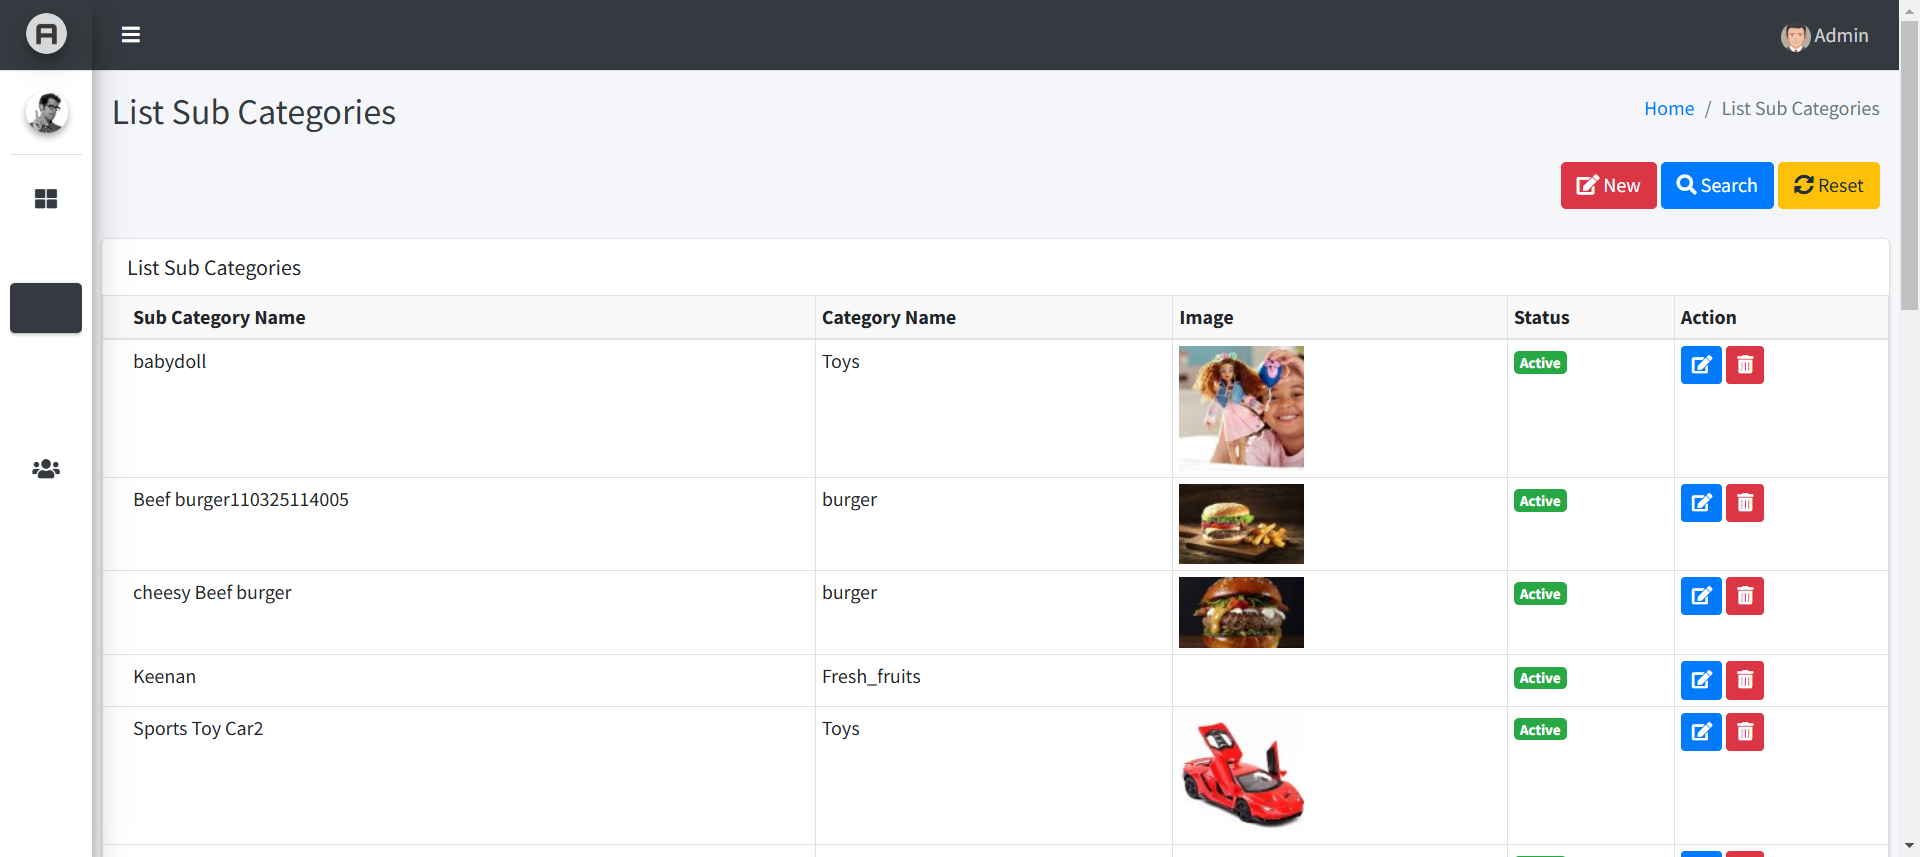 Admin
List Sub Categories
Home / List Sub Categories
New Search Reset
List Sub Categories
Sub Category Name Category Name Image Status Action
babydoll Toys Active
Beef burger110325114005 burger Active
cheesy Beef burger burger Active
Keenan Fresh_fruits Active
Sports Toy Car2 Toys Active